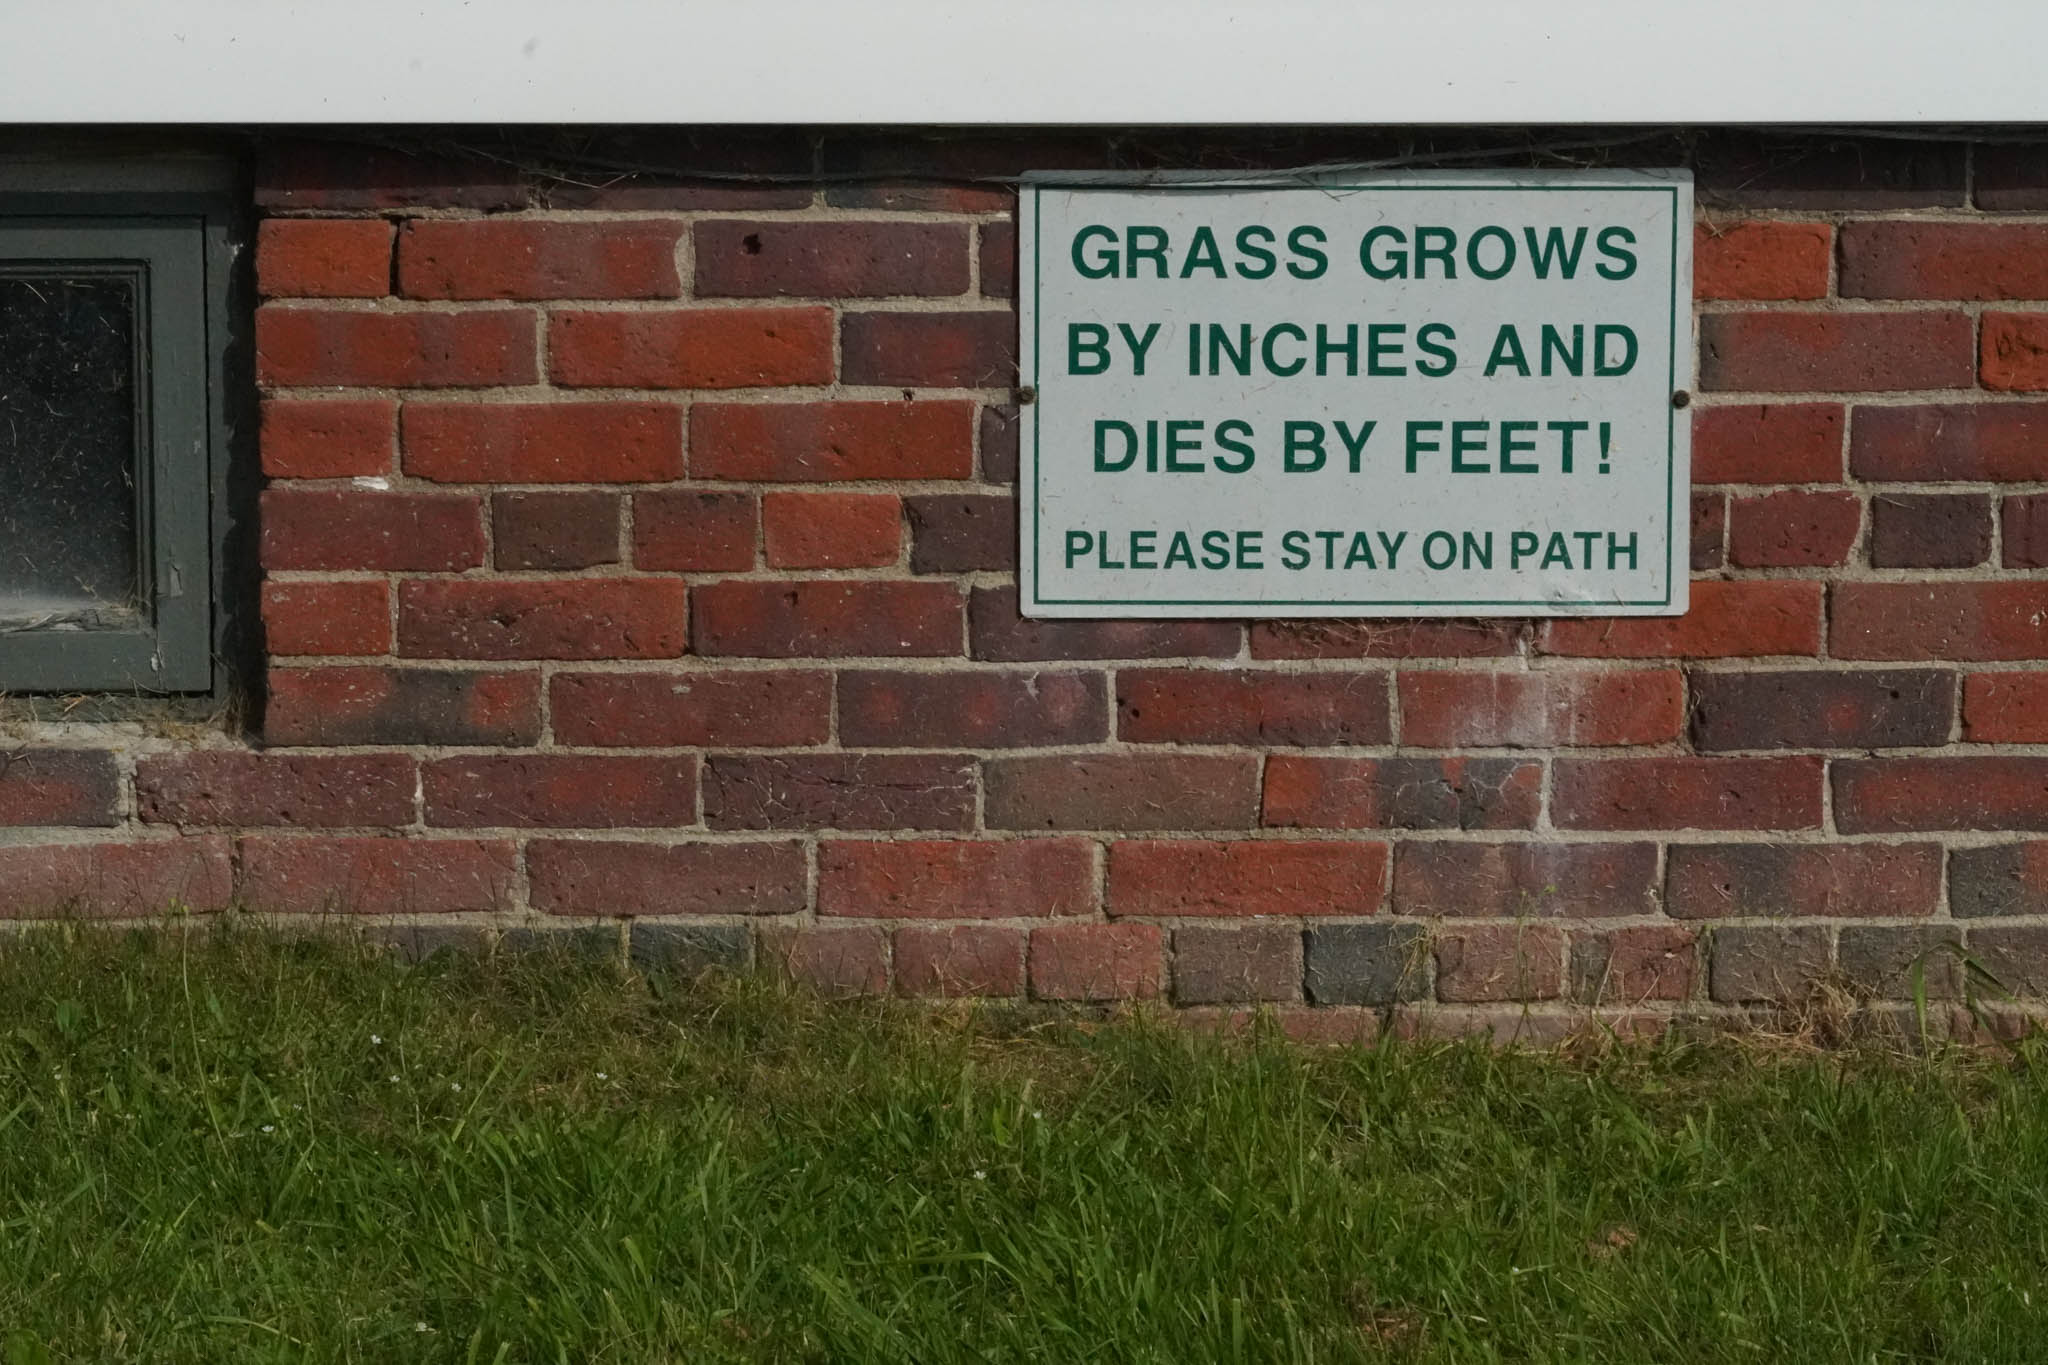 GRASS GROWS
BY INCHES AND
DIES BY FEET!
PLEASE STAY ON PATH